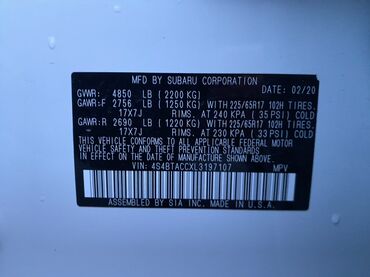 MFD BY SUBARU CORPORATION
GVWR: 4850 LB ( 2200 KG) 02/20
GAWR:F 2756 LB ( 1250 KG) WITH 225/65R17 102H TIRES.
17X7J RIMS. AT 240 KPA ( 35 PSI) COLD
GAWR:R 2690 LB ( 1220 KG) WITH 225/65R17 102H TIRES.
- 17X7J RIMS. AT 230 KPA ( 33 PSI) COLD
THIS VEHICLE CONFORMS TO ALL APPLICABLE FEDERAL MOTOR
VEHICLE SAFETY, BUMPER, AND THEFT PREVENTION STANDARDS
IN EFFECT ON THE DATE OF MANUFACTURE SHOWN ABOVE.
VIN: 4S4BTACCXL3197107 MPV
ASSEMBLED BY SIA INC. MADE IN U.S.A.